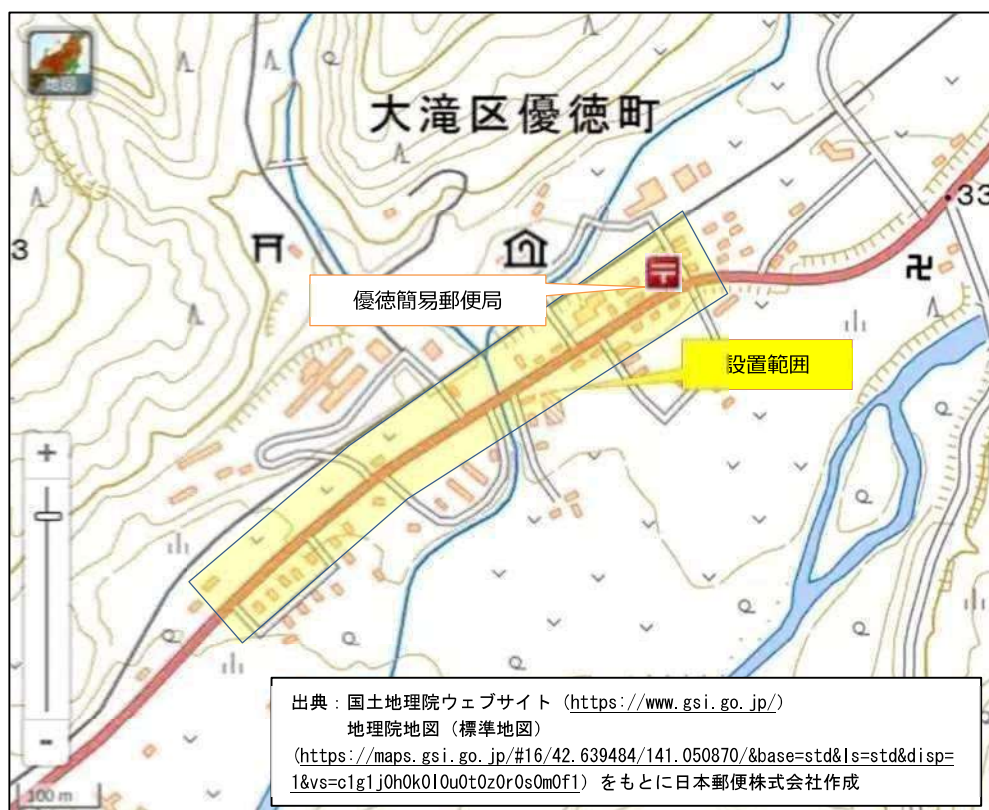 地図
大滝区優徳町
33
3
優徳簡易郵便局
設置範囲
+
-
100 m
出典：国土地理院ウェブサイト（https://www.gsi.go.jp/）
地理院地図（標準地図）
(https://maps.gsi.go.jp/#16/42.639484/141.050870/&base=std&ls=std&disp=
1&vs=c1g1j0h0k0l0u0t0z0r0s0m0f1）をもとに日本郵便株式会社作成